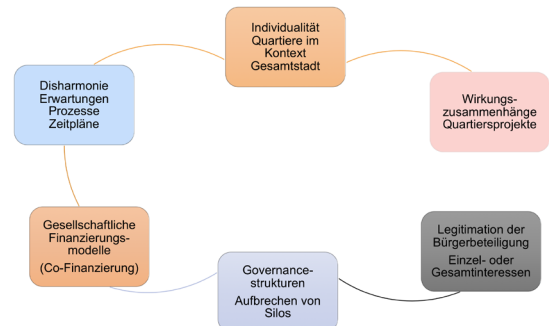 Individualität
Quartiere im
Kontext
Gesamtstadt
Disharmonie
Erwartungen
Prozesse
Zeitpläne
Wirkungs-
zusammenhänge
Quartiersprojekte
Gesellschaftliche
Finanzierungs-
modelle
(Co-Finanzierung)
Governance-
strukturen
Aufbrechen von
Silos
Legitimation der
Bürgerbeteiligung
Einzel- oder
Gesamtinteressen